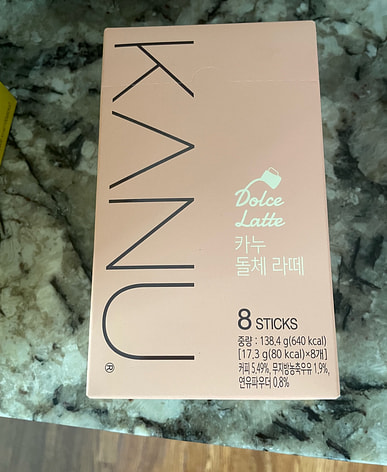 KANU®
Dolce
Latte
카누
돌체 라떼
8 STICKS
중량 : 138.4 g(640 kcal)
[17.3 g(80 kcal)×8개]
커피 5.49%, 무지방농축우유 1.9%,
연유파우더 0.8%